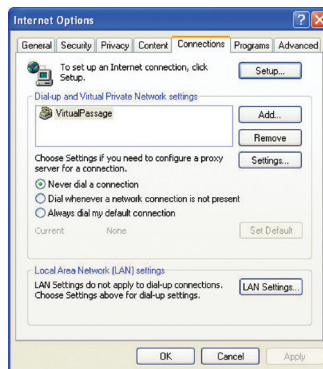 Internet Options
General Security Privacy Content Connections Programs Advanced
To set up an Internet connection, click
Setup.
Setup...
Dial-up and Virtual Private Network settings
VirtualPassage
Add...
Remove
Choose Settings if you need to configure a proxy
server for a connection.
Settings...
Never dial a connection
Dial whenever a network connection is not present
Always dial my default connection
Current None
Set Default
Local Area Network (LAN) settings
LAN Settings do not apply to dial-up connections.
Choose Settings above for dial-up settings.
LAN Settings...
OK Cancel Apply